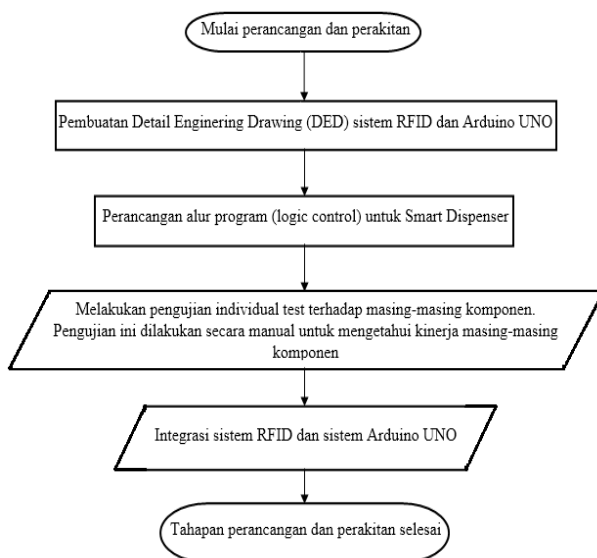 Mulai perancangan dan perakitan
Pembuatan Detail Enginering Drawing (DED) sistem RFID dan Arduino UNO
Perancangan alur program (logic control) untuk Smart Dispenser
Melakukan pengujian individual test terhadap masing-masing komponen.
Pengujian ini dilakukan secara manual untuk mengetahui kinerja masing-masing
komponen
Integrasi sistem RFID dan sistem Arduino UNO
Tahapan perancangan dan perakitan selesai